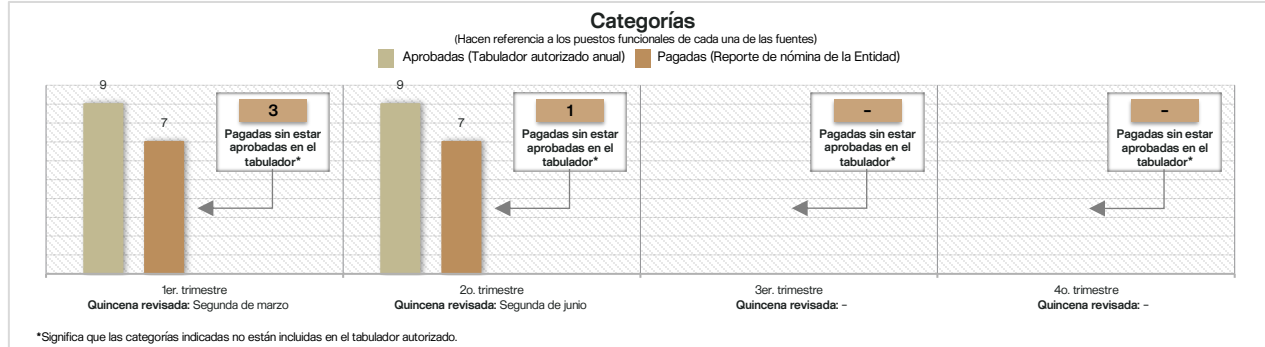 Categorías
(Hacen referencia a los puestos funcionales de cada una de las fuentes)
Aprobadas (Tabulador autorizado anual) Pagadas (Reporte de nómina de la Entidad)
9
7
3
Pagadas sin estar
aprobadas en el
tabulador*
9
7
1
Pagadas sin estar
aprobadas en el
tabulador*
–
Pagadas sin estar
aprobadas en el
tabulador*
–
Pagadas sin estar
aprobadas en el
tabulador*
1er. trimestre
Quincena revisada: Segunda de marzo
2o. trimestre
Quincena revisada: Segunda de junio
3er. trimestre
Quincena revisada: –
4o. trimestre
Quincena revisada: –
*Significa que las categorías indicadas no están incluidas en el tabulador autorizado.